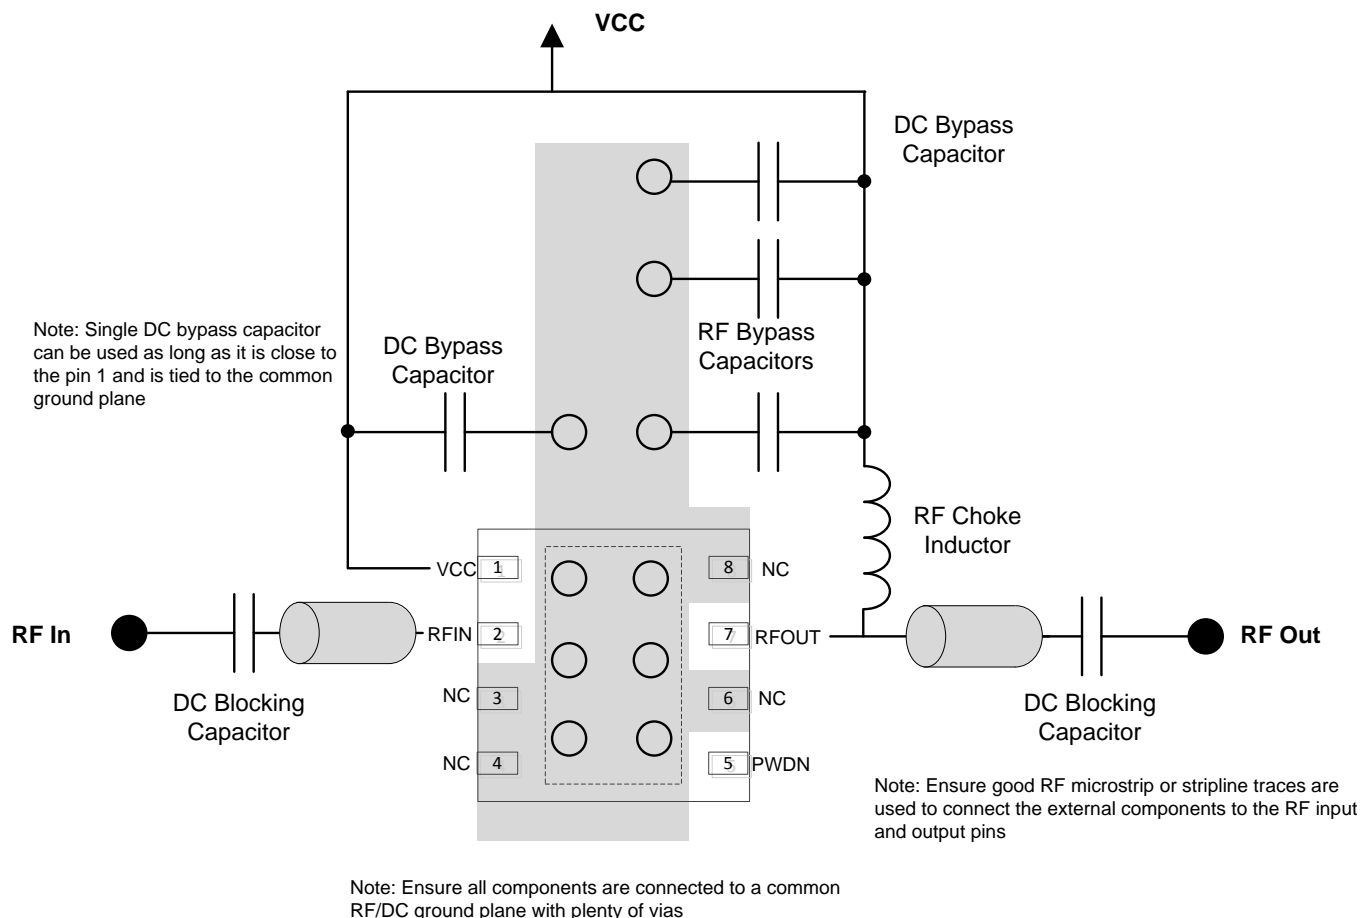 VCC
DC Bypass
Capacitor
Note: Single DC bypass capacitor
can be used as long as it is close to
the pin 1 and is tied to the common
ground plane
DC Bypass
Capacitor
RF Bypass
Capacitors
RF Choke
Inductor
VCC
1
8
NC
RF In
RFIN
2
7
RFOUT
RF Out
DC Blocking
Capacitor
NC
3
6
NC
DC Blocking
Capacitor
NC
4
5
PWDN
Note: Ensure good RF microstrip or stripline traces are
used to connect the external components to the RF input
and output pins
Note: Ensure all components are connected to a common
RF/DC ground plane with plenty of vias